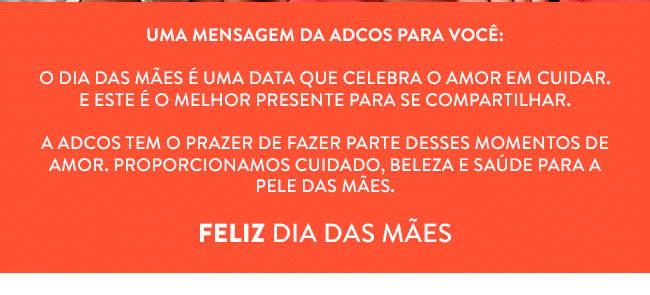 UMA MENSAGEM DA ADCOS PARA VOCÊ:
O DIA DAS MÃES É UMA DATA QUE CELEBRA O AMOR EM CUIDAR.
E ESTE É O MELHOR PRESENTE PARA SE COMPARTILHAR.
A ADCOS TEM O PRAZER DE FAZER PARTE DESSES MOMENTOS DE
AMOR. PROPORCIONAMOS CUIDADO, BELEZA E SAÚDE PARA A
PELE DAS MÃES.
FELIZ DIA DAS MÃES